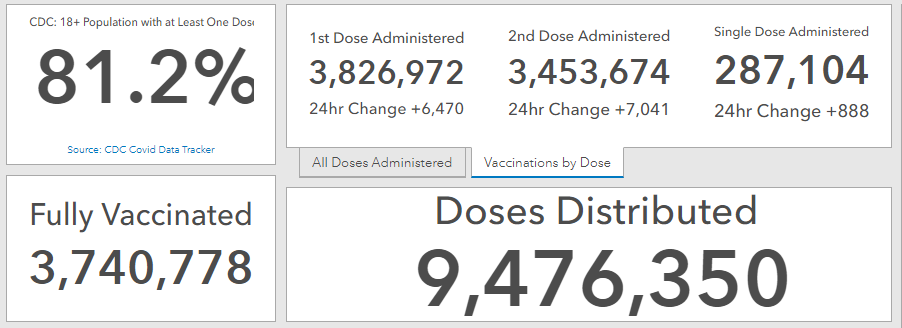 CDC: 18+ Population with at Least One Dose
81.2%
Source: CDC Covid Data Tracker
Fully Vaccinated
3,740,778
1st Dose Administered
3,826,972
24hr Change +6,470
2nd Dose Administered
3,453,674
24hr Change +7,041
Single Dose Administered
287,104
24hr Change +888
All Doses Administered
Vaccinations by Dose
Doses Distributed
9,476,350